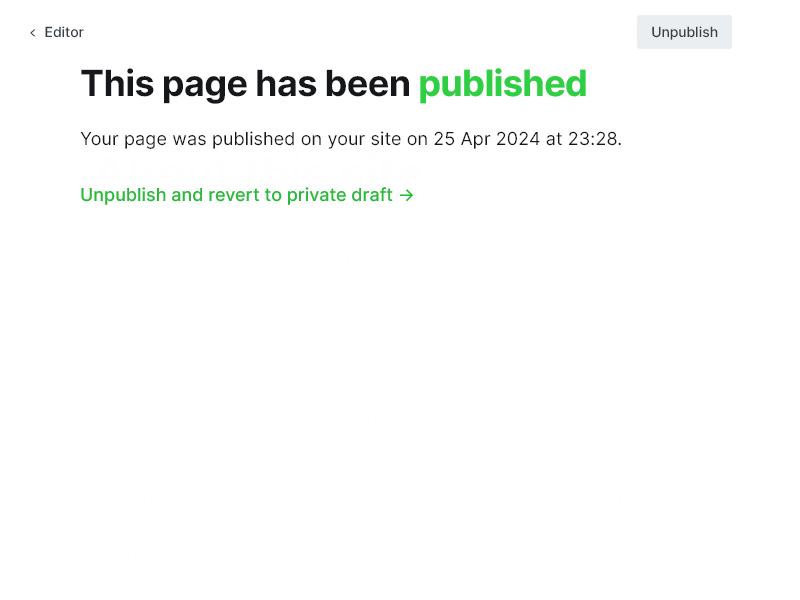 Editor
Unpublish
This page has been published
Your page was published on your site on 25 Apr 2024 at 23:28.
Unpublish and revert to private draft →